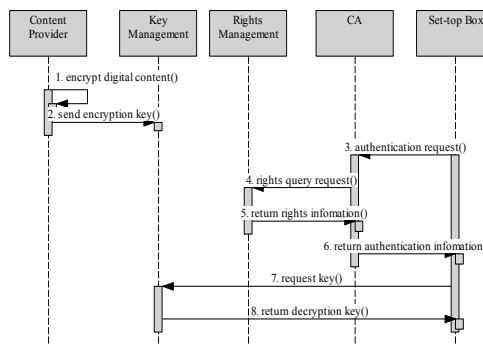 Content
Provider
Key
Management
Rights
Management
CA
Set-top Box
1. encrypt digital content()
2. send encryption key()
3. authentication request()
4. rights query request()
5. return rights infomation()
6. return authentication infomation
7. request key()
8. return decryption key()